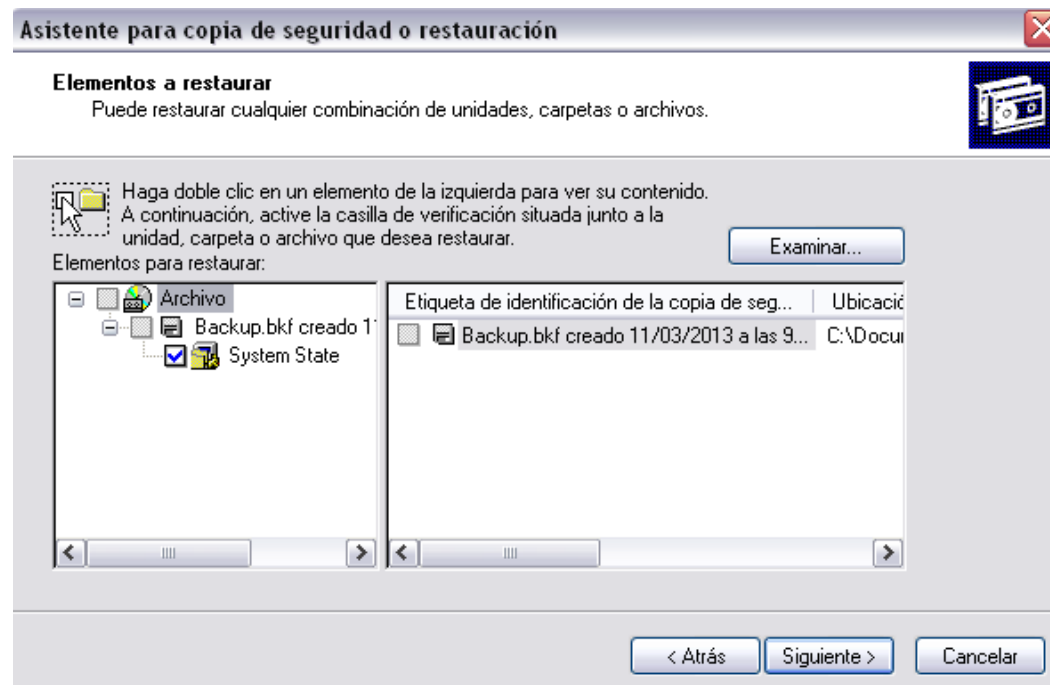 Asistente para copia de seguridad o restauración
Elementos a restaurar
Puede restaurar cualquier combinación de unidades, carpetas o archivos.
Haga doble clic en un elemento de la izquierda para ver su contenido.
A continuación, active la casilla de verificación situada junto a la
unidad, carpeta o archivo que desea restaurar.
Examinar...
Elementos para restaurar:
Archivo
Backup.bkf creado 1
System State
Etiqueta de identificación de la copia de seg... Ubicació
Backup.bkf creado 11/03/2013 a las 9... C:\Docu
< Atrás Siguiente > Cancelar